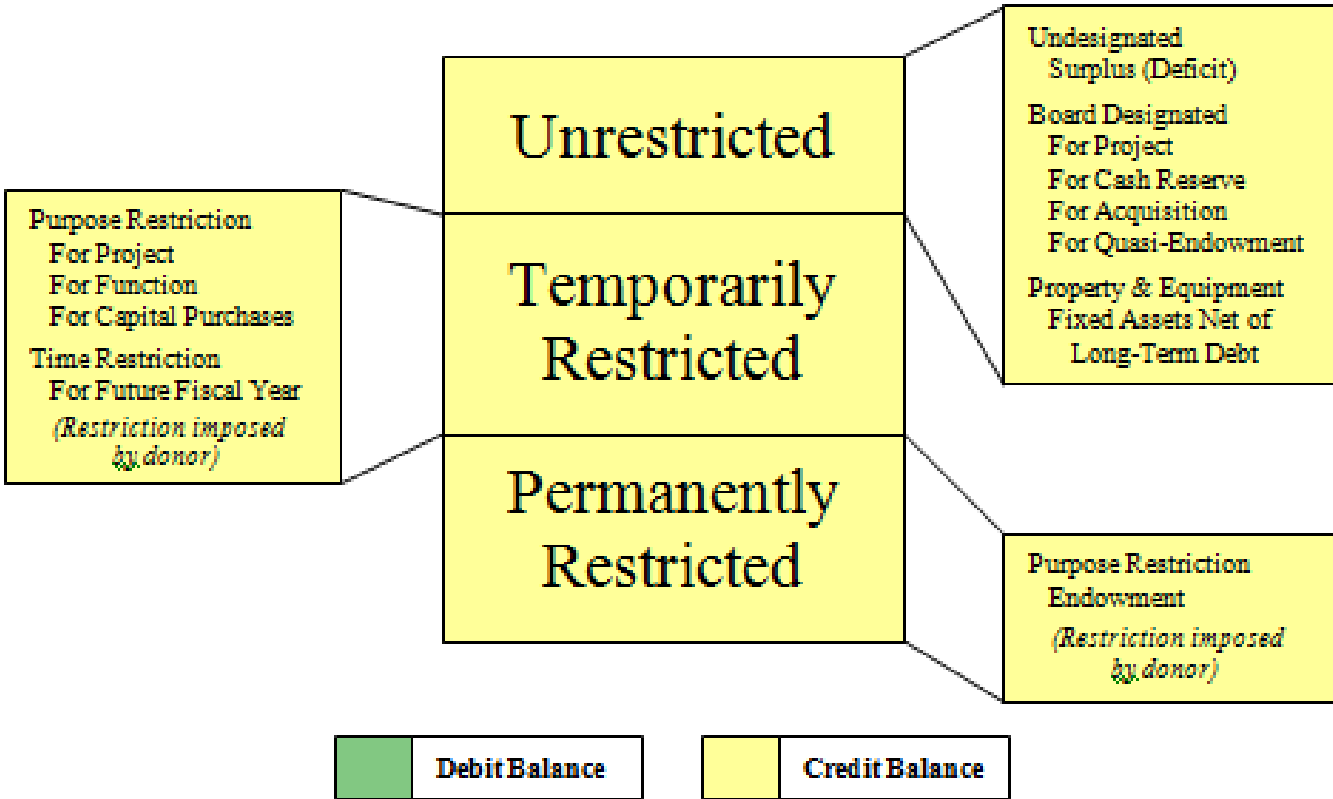 Unrestricted
Temporarily
Restricted
Permanently
Restricted
Undesignated
Surplus (Deficit)
Board Designated
For Project
For Cash Reserve
For Acquisition
For Quasi-Endowment
Property & Equipment
Fixed Assets Net of
Long-Term Debt
Purpose Restriction
For Project
For Function
For Capital Purchases
Time Restriction
For Future Fiscal Year
(Restriction imposed
by donor)
Purpose Restriction
Endowment
(Restriction imposed
by donor)
Debit Balance
Credit Balance